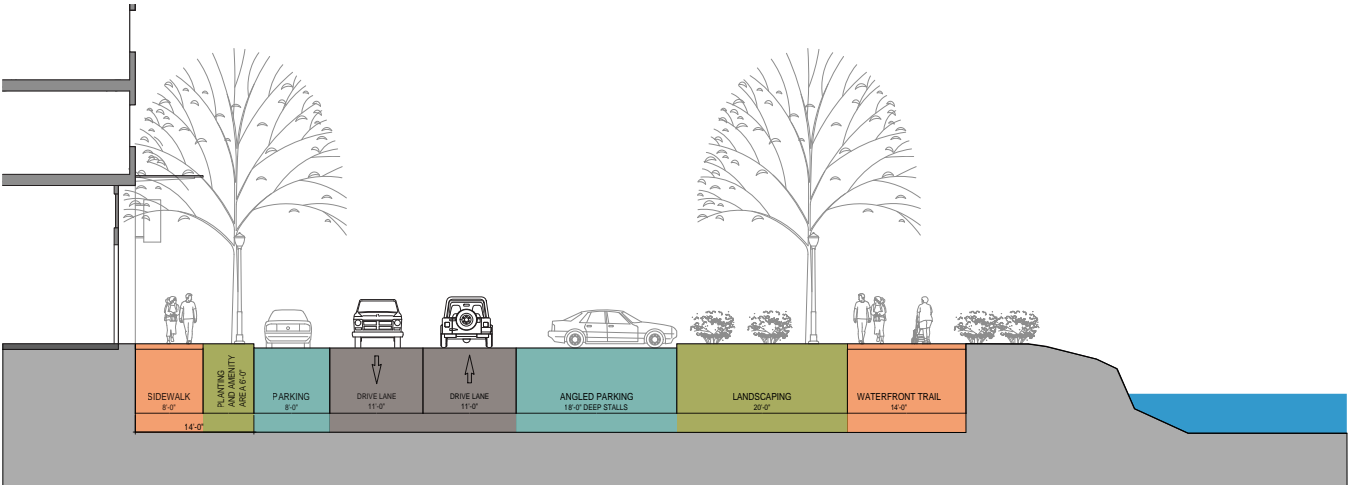 SIDEWALK
8'-0"
PLANTING
AND AMENITY
AREA 6'-0"
PARKING
8'-0"
DRIVE LANE
11'-0"
DRIVE LANE
11'-0"
ANGLED PARKING
18'-0" DEEP STALLS
LANDSCAPING
20'-0"
WATERFRONT TRAIL
14'-0"
14'-0"